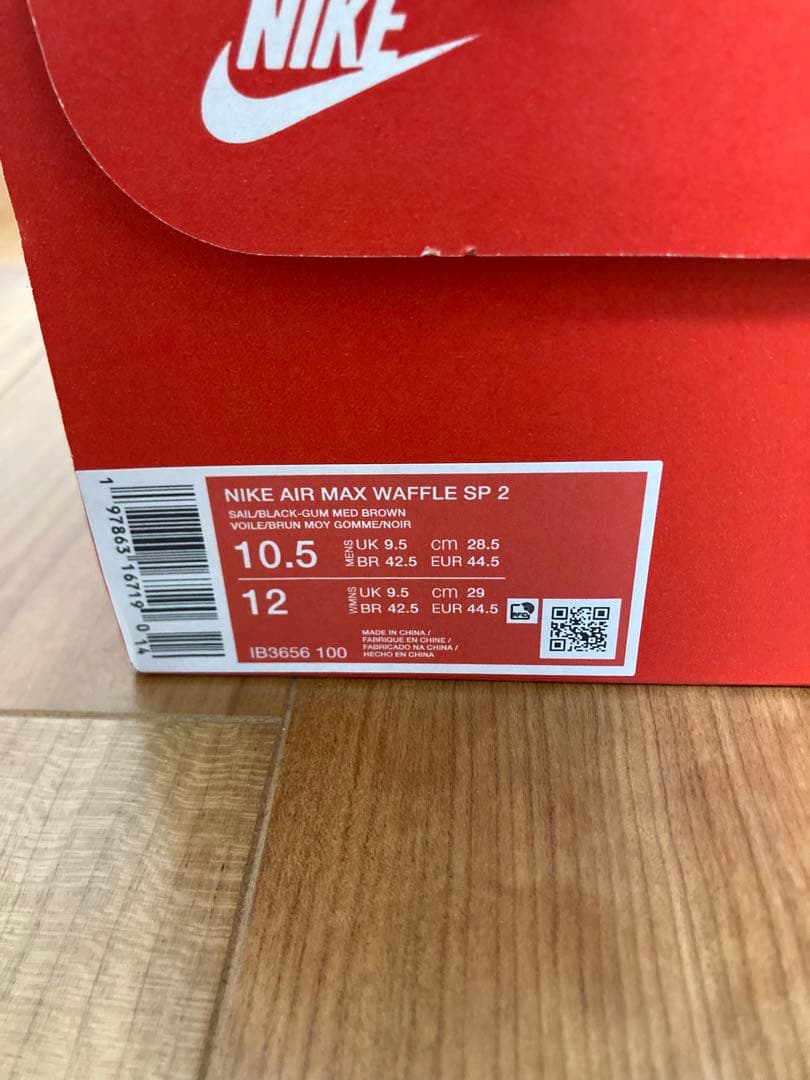 NIKE
NIKE AIR MAX WAFFLE SP 2
SAIL/BLACK-GUM MED BROWN
VOILE/BRUN MOY GOMME/NOIR
10.5 MENS UK 9.5 cm 28.5
BR 42.5 EUR 44.5
12 WMNS UK 9.5 cm 29
BR 42.5 EUR 44.5
IB3656 100
MADE IN CHINA /
FABRIQUE EN CHINE /
FABRICADO NA CHINA /
HECHO EN CHINA
1 97863 16719 014